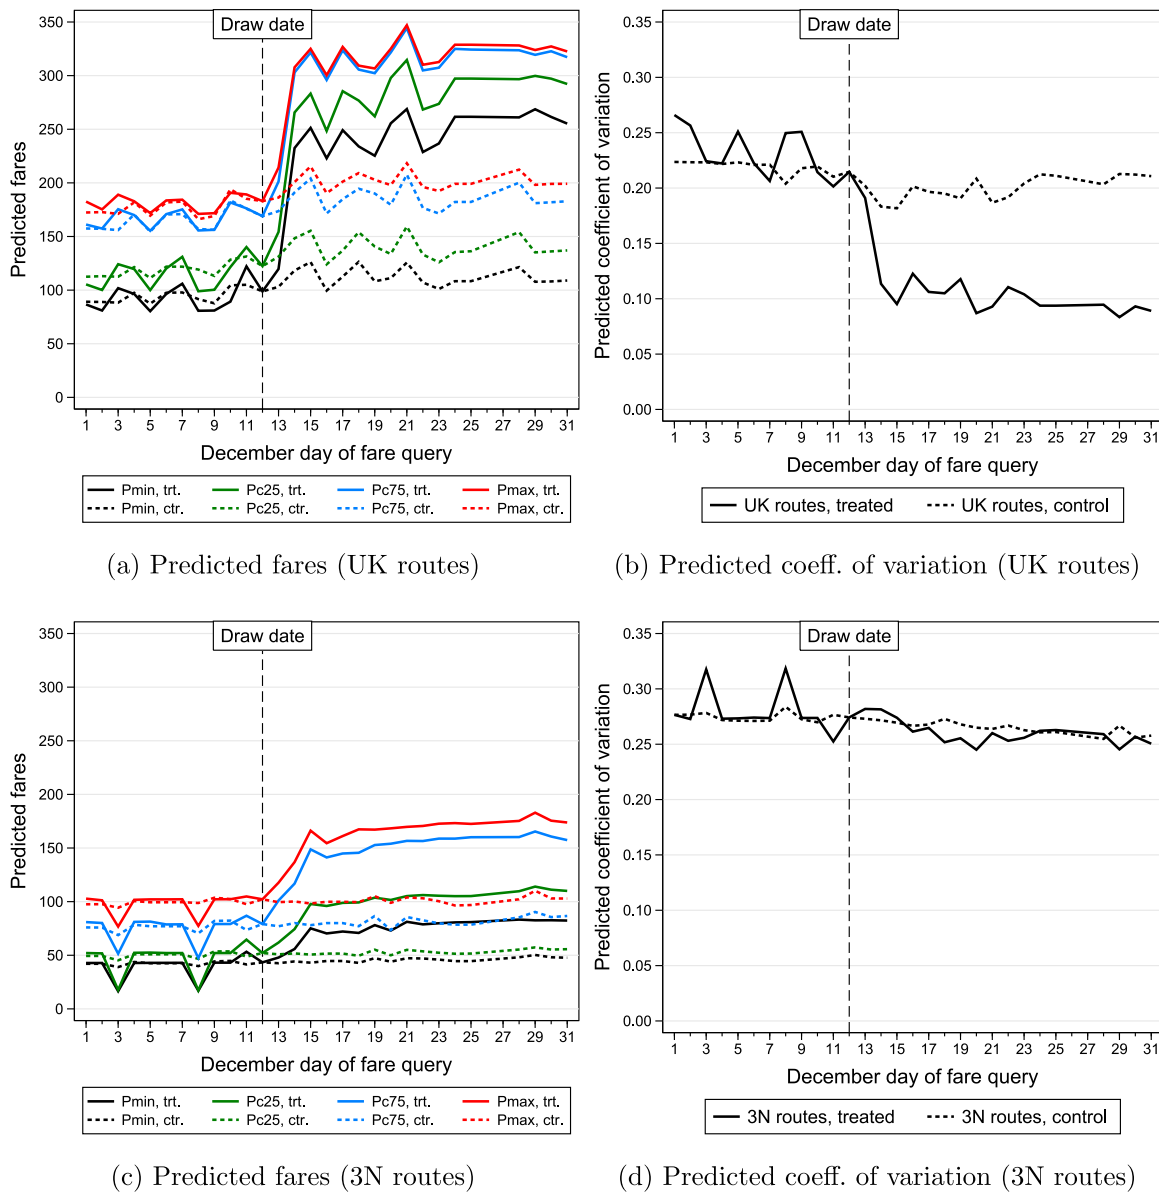 Draw date
Predicted fares
350
300
250
200
150
100
50
0
1 3 5 7 9 11 13 15 17 19 21 23 25 27 29 31
December day of fare query
Pmin, trt. Pc25, trt. Pc75, trt. Pmax, trt.
Pmin, ctr. Pc25, ctr. Pc75, ctr. Pmax, ctr.
(a) Predicted fares (UK routes)
Draw date
Predicted coefficient of variation
0.35
0.30
0.25
0.20
0.15
0.10
0.05
0.00
1 3 5 7 9 11 13 15 17 19 21 23 25 27 29 31
December day of fare query
UK routes, treated UK routes, control
(b) Predicted coeff. of variation (UK routes)
Draw date
Predicted fares
350
300
250
200
150
100
50
0
1 3 5 7 9 11 13 15 17 19 21 23 25 27 29 31
December day of fare query
Pmin, trt. Pc25, trt. Pc75, trt. Pmax, trt.
Pmin, ctr. Pc25, ctr. Pc75, ctr. Pmax, ctr.
(c) Predicted fares (3N routes)
Draw date
Predicted coefficient of variation
0.35
0.30
0.25
0.20
0.15
0.10
0.05
0.00
1 3 5 7 9 11 13 15 17 19 21 23 25 27 29 31
December day of fare query
3N routes, treated 3N routes, control
(d) Predicted coeff. of variation (3N routes)